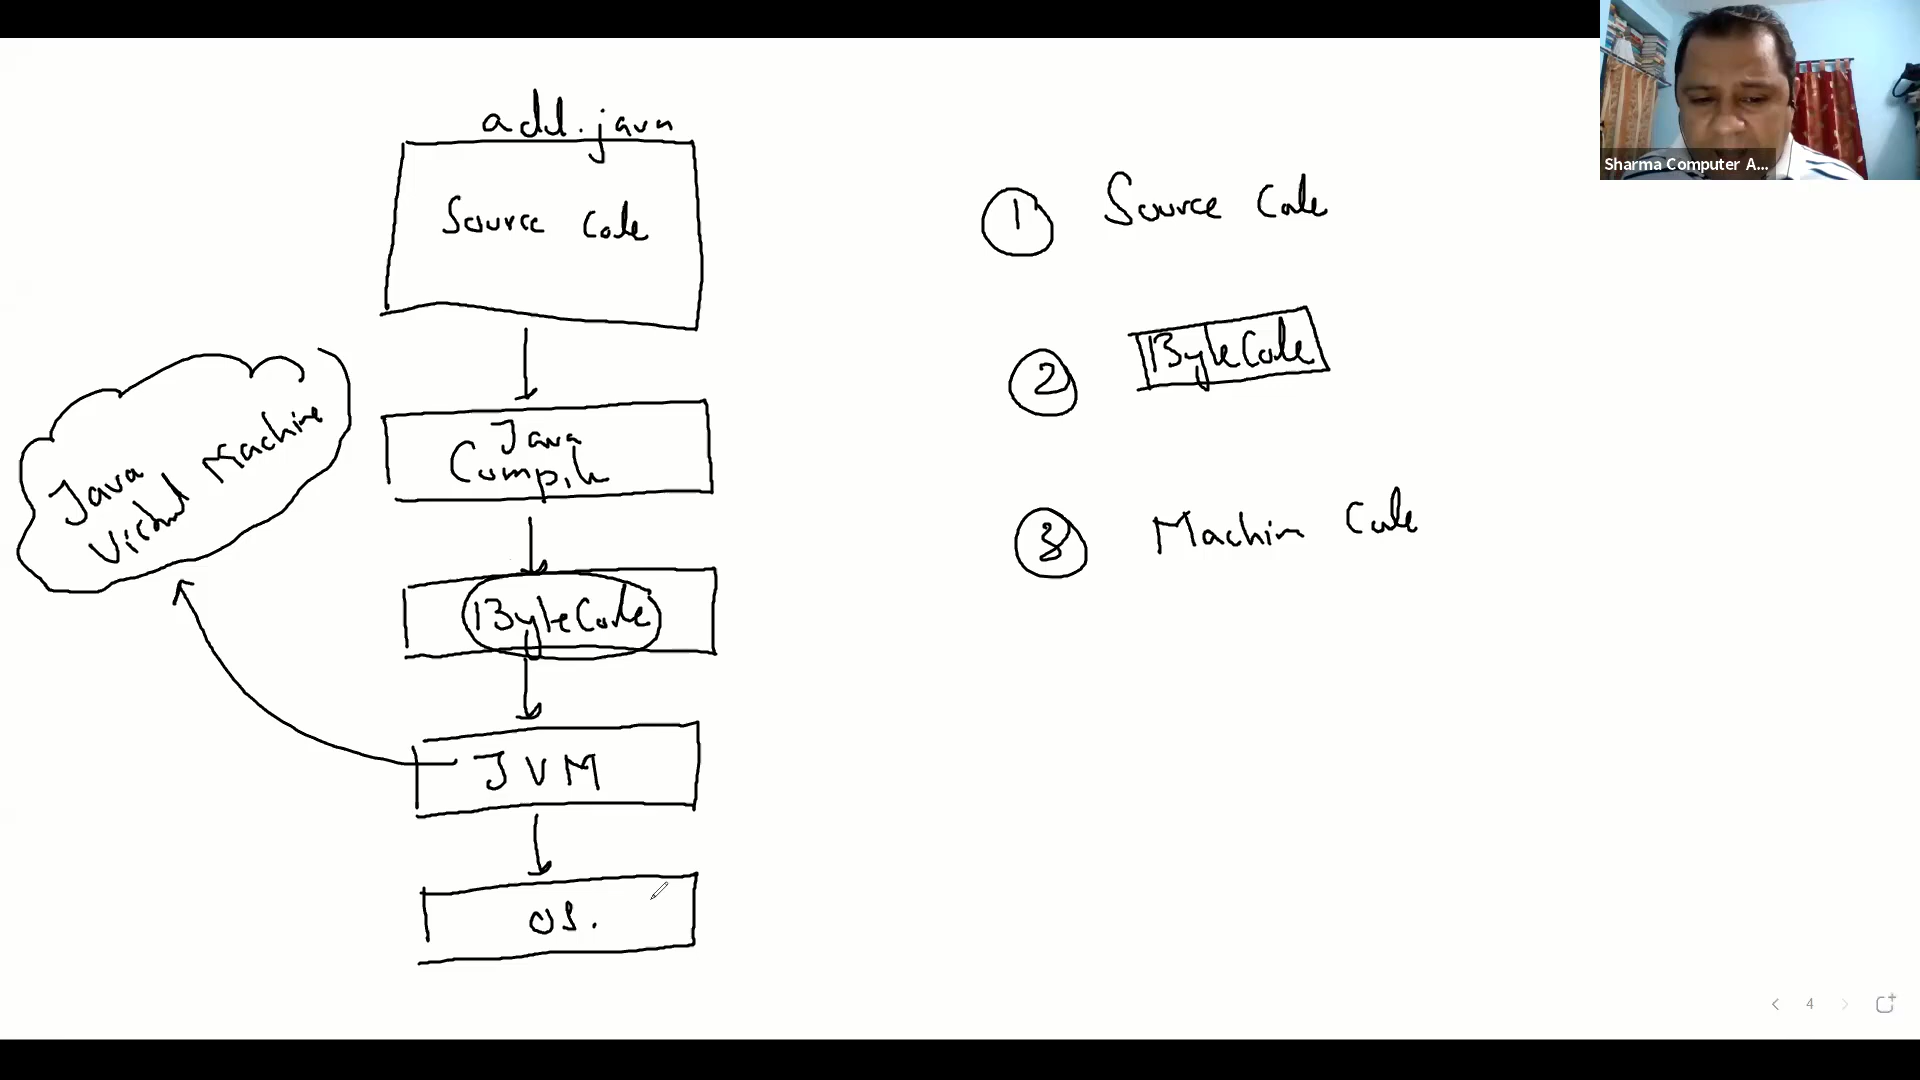 add.java
Source Code
Java
Compile
ByteCode
JVM
OS.
Java
Virtual Machine
1 Source Code
2 ByteCode
3 Machine Code
Sharma Computer A...
4